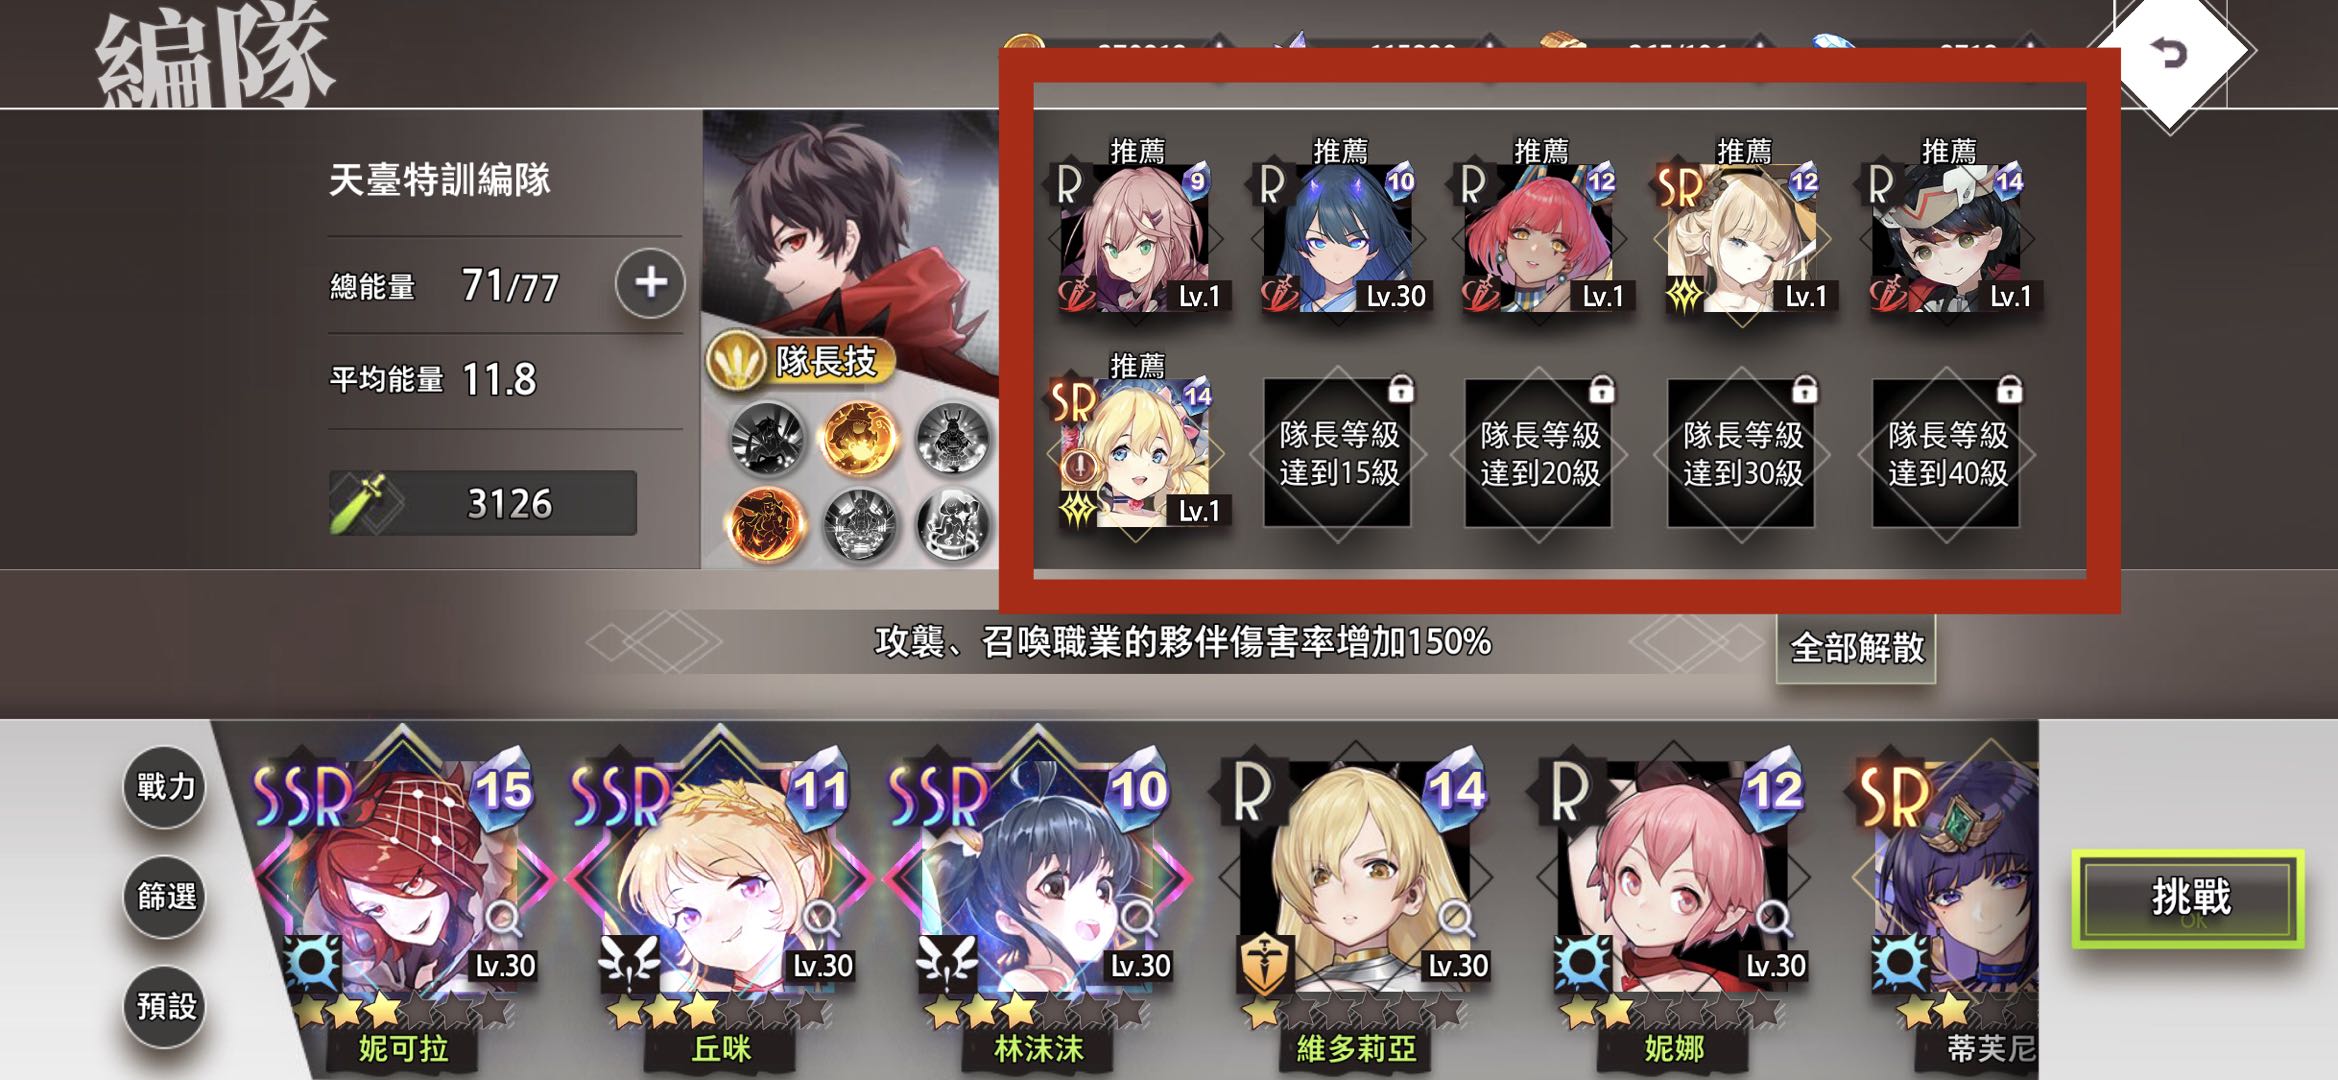 編隊
天臺特訓編隊
總能量 71/77
平均能量 11.8
3126
隊長技
推薦 推薦 推薦 推薦 推薦
R 9 R 10 R 12 SR 12 R 14
Lv.1 Lv.30 Lv.1 Lv.1 Lv.1
推薦
SR 14
Lv.1
隊長等級 隊長等級 隊長等級 隊長等級
達到15級 達到20級 達到30級 達到40級
攻襲、召喚職業的夥伴傷害率增加150%
全部解散
戰力
篩選
預設
SSR 15 SSR 11 SSR 10 R 14 R 12 SR
Lv.30 Lv.30 Lv.30 Lv.30 Lv.30
妮可拉 丘咪 林沫沫 維多莉亞 妮娜 蒂芙尼
挑戰
OK